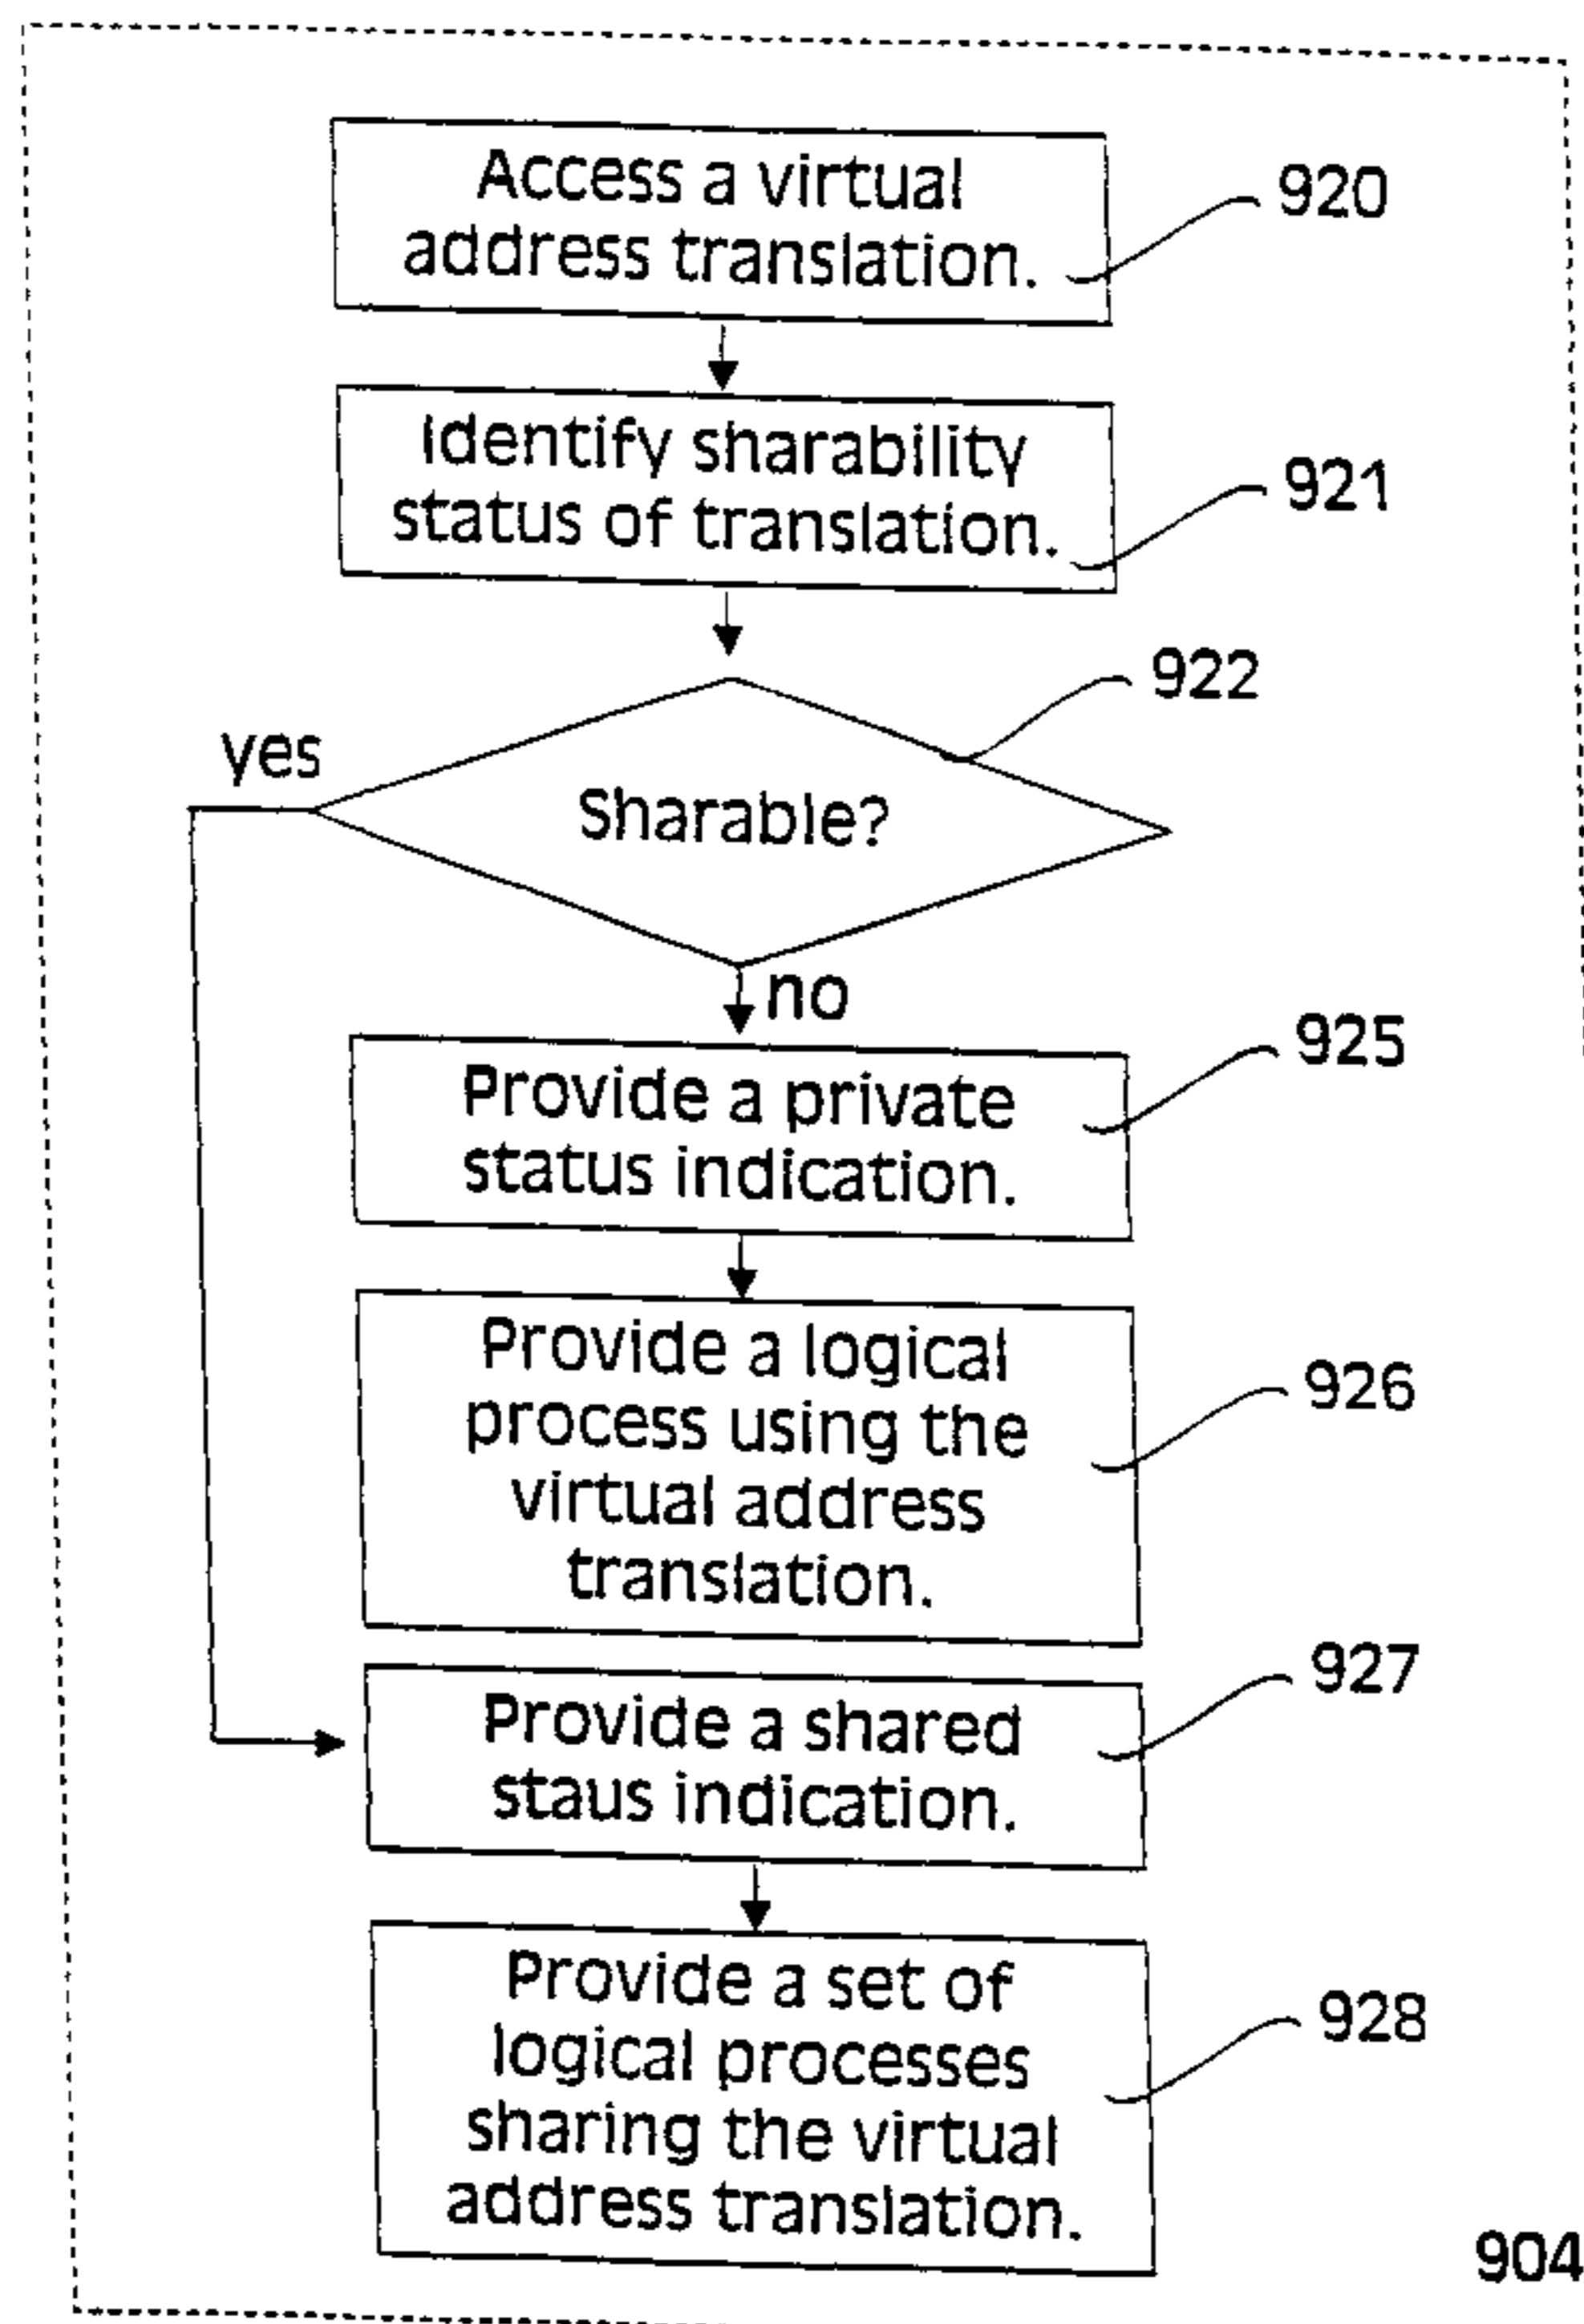 Access a virtual
address translation.
920
Identify sharability
status of translation.
921
922
yes
Sharable?
no
925
Provide a private
status indication.
Provide a logical
process using the
virtual address
translation.
926
927
Provide a shared
staus indication.
Provide a set of
logical processes
sharing the virtual
address translation.
928
904